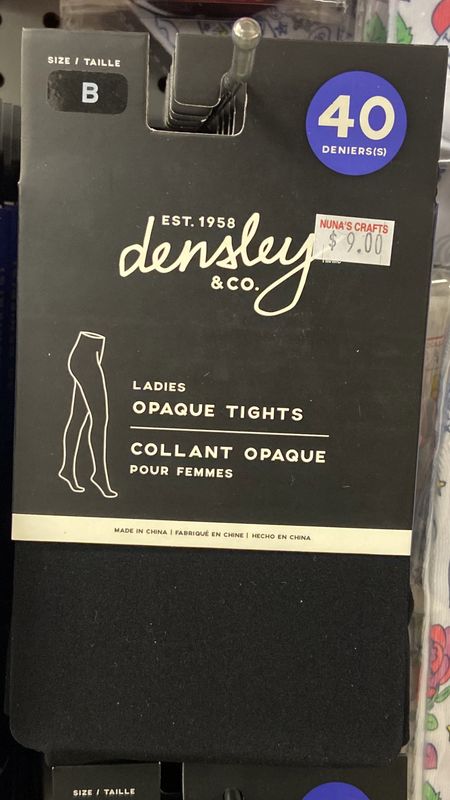 SIZE / TAILLE
B
40
DENIERS(S)
EST. 1958
densley
& CO.
NUNA'S CRAFTS
$ 9.00
LADIES
OPAQUE TIGHTS
COLLANT OPAQUE
POUR FEMMES
MADE IN CHINA | FABRIQUÉ EN CHINE | HECHO EN CHINA
SIZE / TAILLE